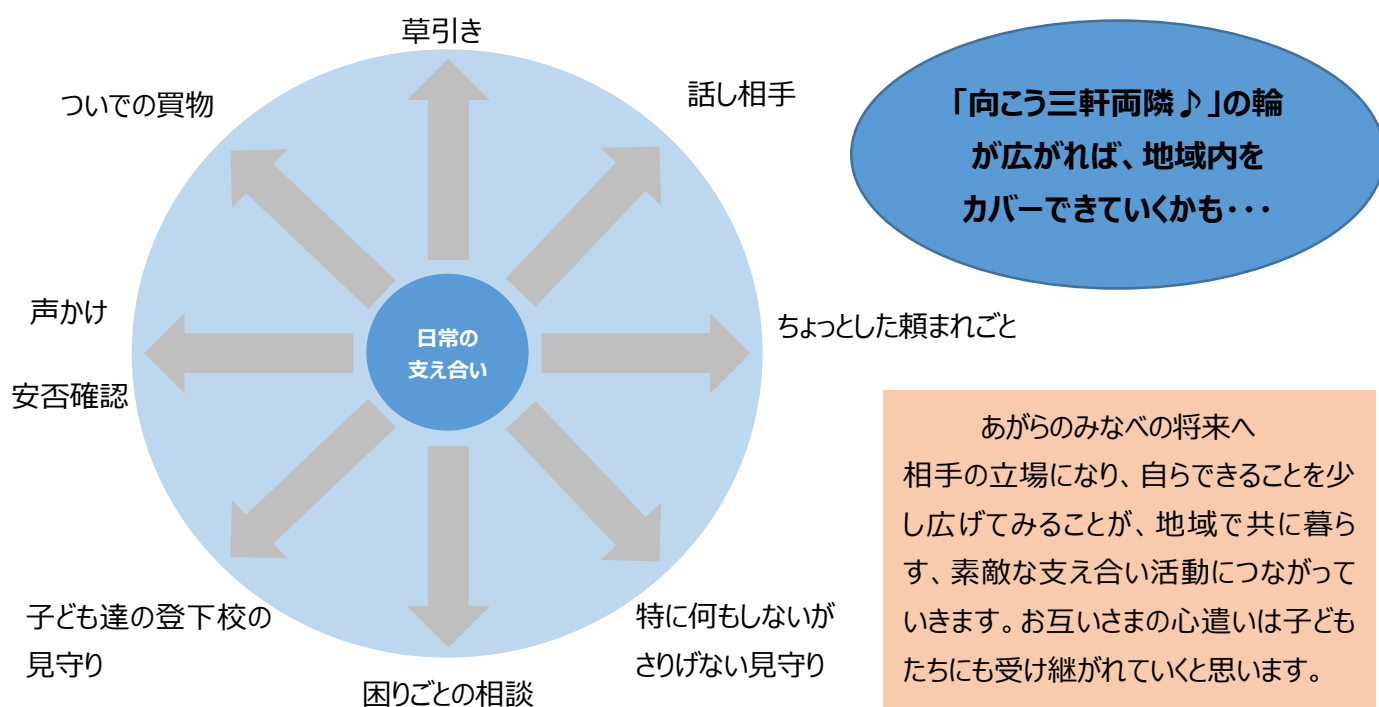 草引き
話し相手
ついでの買物
「向こう三軒両隣♪」の輪
が広がれば、地域内を
カバーできていくかも・・・
声かけ
安否確認
日常の
支え合い
ちょっとした頼まれごと
あがらのみなべの将来へ
相手の立場になり、自らできることを少
し広げてみることが、地域で共に暮ら
す、素敵な支え合い活動につながって
いきます。お互いさまの心遣いは子ども
たちにも受け継がれていくと思います。
子ども達の登下校の
見守り
困りごとの相談
特に何もしないが
さりげない見守り